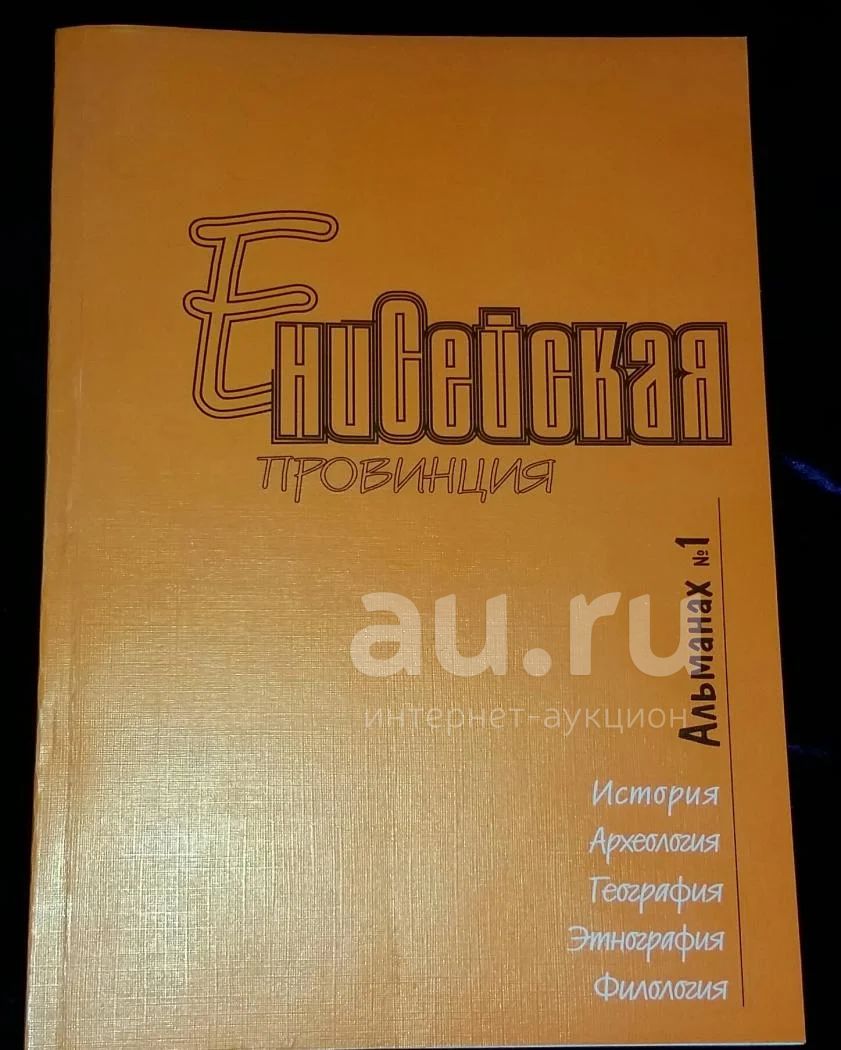 ЕниСейская
ПРОВИНЦИЯ
Альманах №1
au.ru
интернет-аукцион
История
Археология
География
Этнография
Филология